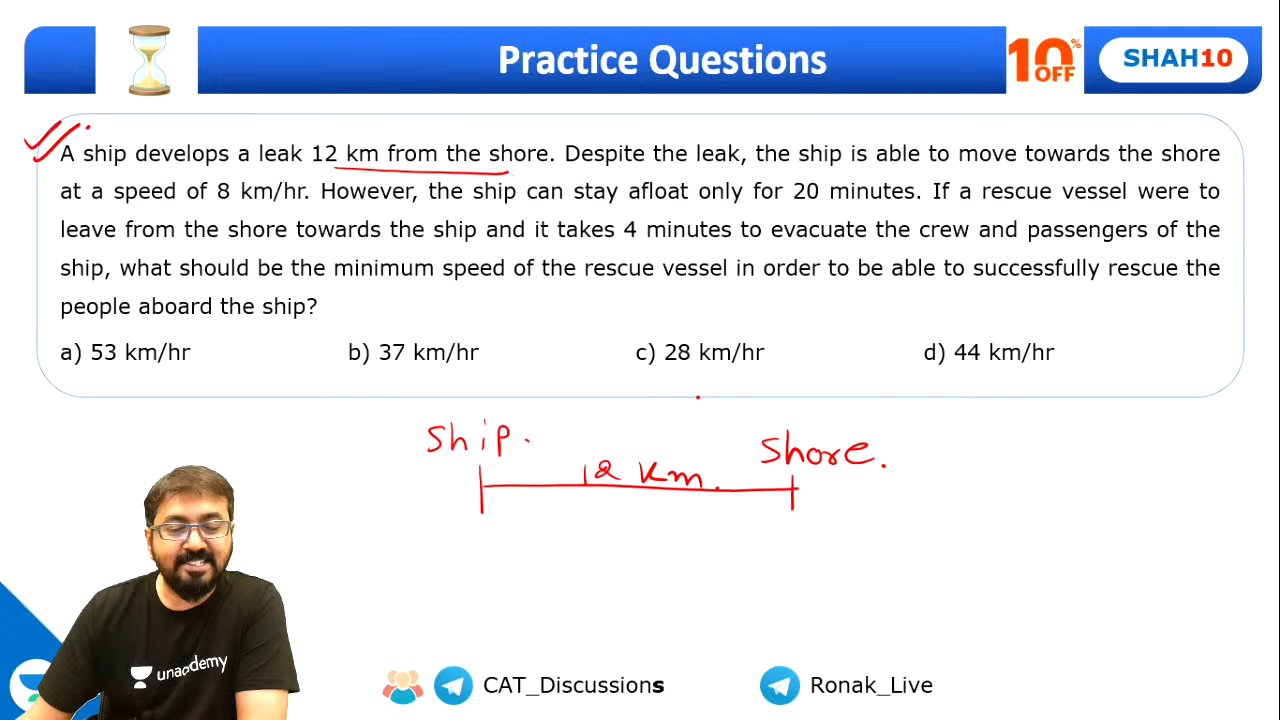 Practice Questions
10% OFF
SHAH10
A ship develops a leak 12 km from the shore. Despite the leak, the ship is able to move towards the shore
at a speed of 8 km/hr. However, the ship can stay afloat only for 20 minutes. If a rescue vessel were to
leave from the shore towards the ship and it takes 4 minutes to evacuate the crew and passengers of the
ship, what should be the minimum speed of the rescue vessel in order to be able to successfully rescue the
people aboard the ship?
a) 53 km/hr b) 37 km/hr c) 28 km/hr d) 44 km/hr
Ship. Shore.
12 Km.
unacademy
CAT_Discussions Ronak_Live